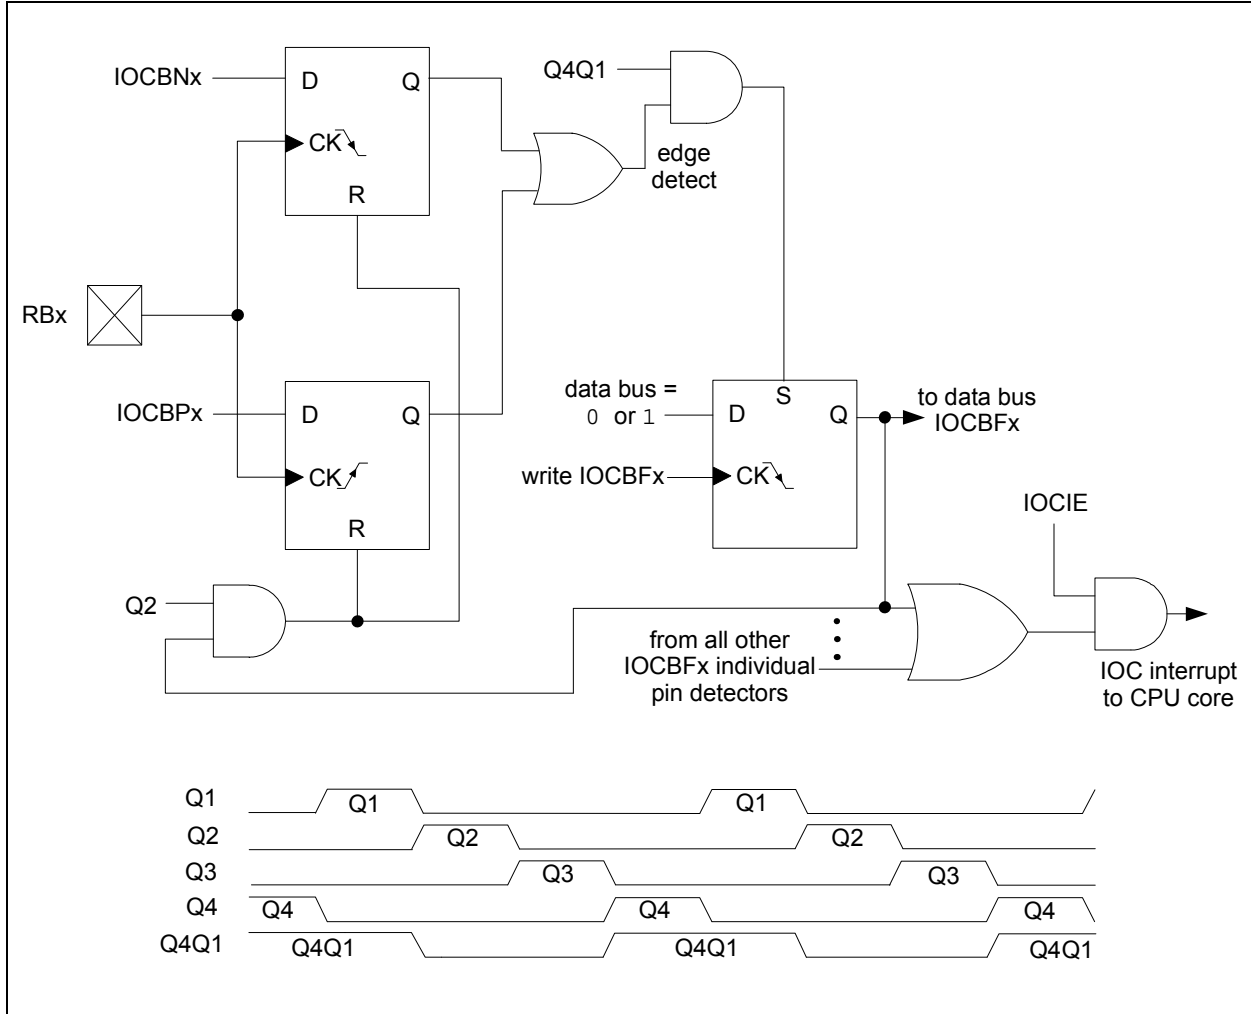 IOCBNx
D
Q
CK
R
Q4Q1
edge
detect
RBx
IOCBPx
D
Q
CK
R
data bus =
0 or 1
S
D
Q
to data bus
IOCBFx
write IOCBFx
CK
IOCIE
Q2
from all other
IOCBFx individual
pin detectors
IOC interrupt
to CPU core
Q1
Q1
Q1
Q2
Q2
Q2
Q3
Q3
Q3
Q4
Q4
Q4
Q4
Q4Q1
Q4Q1
Q4Q1
Q4Q1